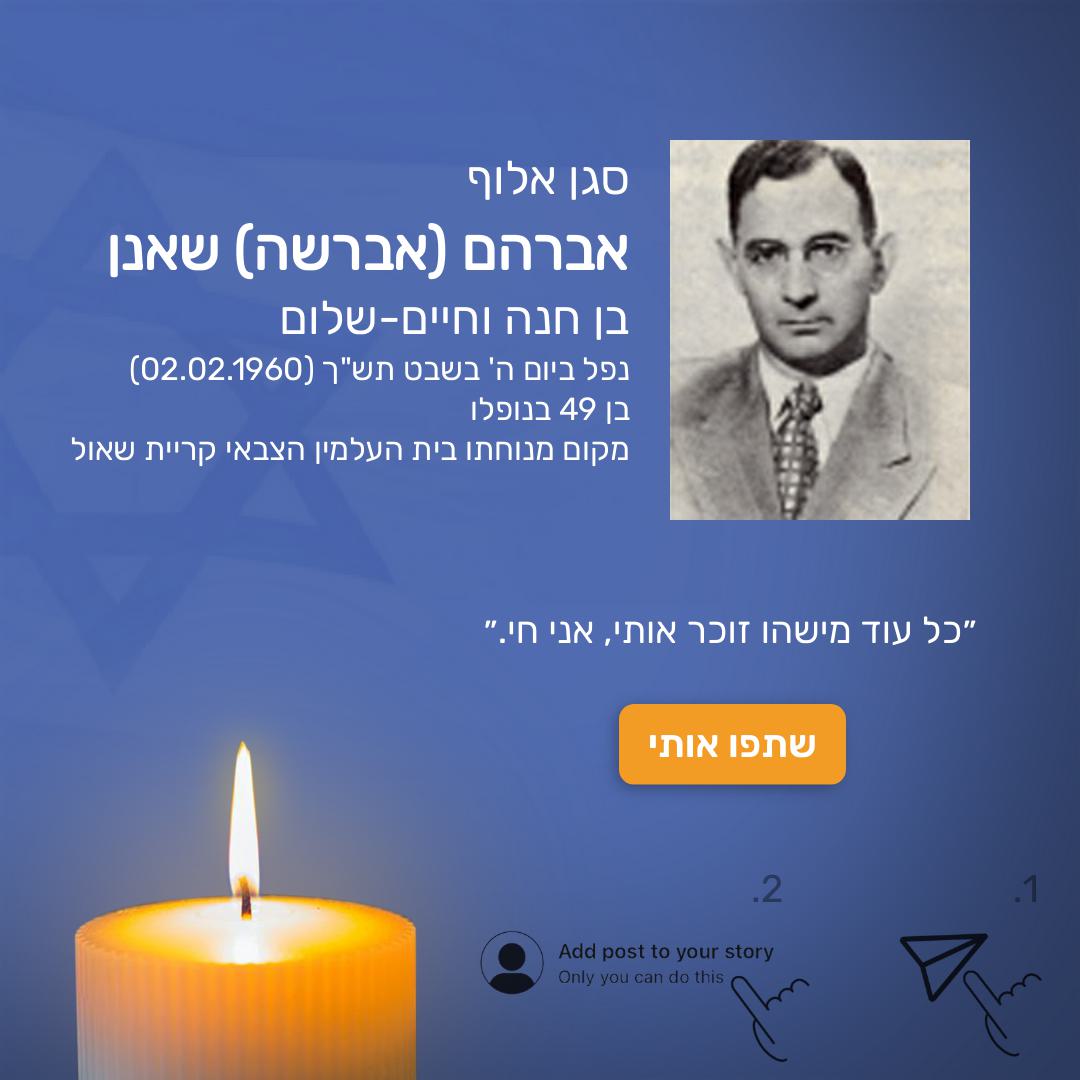 סגן אלוף
אברהם (אברשה) שאנן
בן חנה וחיים-שלום
נפל ביום ה' בשבט תש"ך (02.02.1960)
בן 49 בנופלו
מקום מנוחתו בית העלמין הצבאי קריית שאול
״כל עוד מישהו זוכר אותי, אני חי.״
שתפו אותי
1.
2.
Add post to your story
Only you can do this